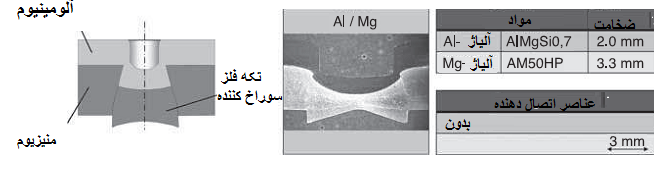 آلومینیوم
تکه فلز
سوراخ کننده
منیزیوم
Al / Mg
مواد ضخامت
Al- آلیاژ AlMgSi0,7 2.0 mm
Mg- آلیاژ AM50HP 3.3 mm
عناصر اتصال دهنده
بدون
3 mm